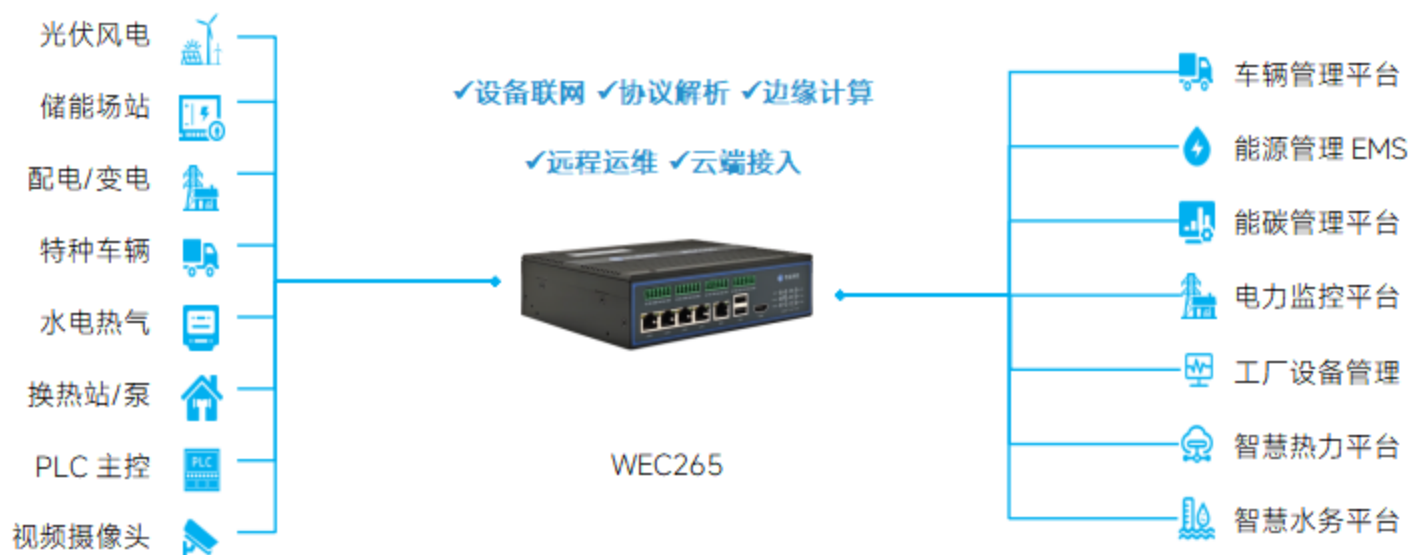 光伏风电
储能场站
配电/变电
特种车辆
水电热气
换热站/泵
PLC 主控
PLC
视频摄像头
✓设备联网 ✓协议解析 ✓边缘计算
✓远程运维 ✓云端接入
WEC265
车辆管理平台
能源管理 EMS
能碳管理平台
电力监控平台
工厂设备管理
智慧热力平台
智慧水务平台